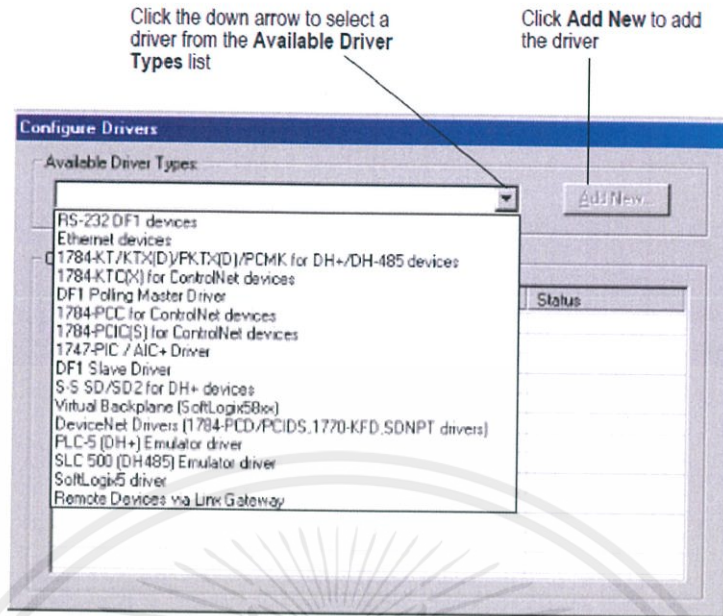 Click the down arrow to select a
driver from the Available Driver
Types list
Click Add New to add
the driver
Configure Drivers
Available Driver Types:
Add New...
RS-232 DF1 devices
Ethernet devices
1784-KT/KTX(D)/PKTX(D)/PCMK for DH+/DH-485 devices
1784-KTC(X) for ControlNet devices
DF1 Polling Master Driver
1784-PCC for ControlNet devices
1784-PCIC(S) for ControlNet devices
1747-PIC / AIC+ Driver
DF1 Slave Driver
S-S SD/SD2 for DH+ devices
Virtual Backplane (SoftLogix58xx)
DeviceNet Drivers (1784-PCD/PCIDS,1770-KFD,SDNPT drivers)
PLC-5 (DH+) Emulator driver
SLC 500 (DH485) Emulator driver
SoftLogix5 driver
Remote Devices via Linx Gateway
Status